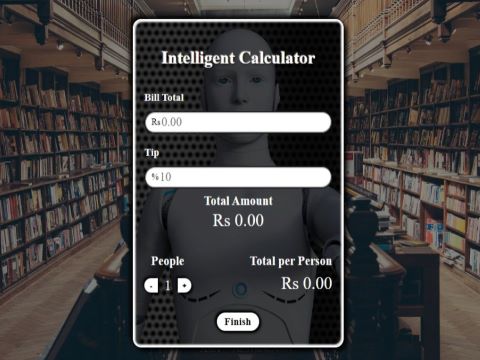 Intelligent Calculator
Bill Total
Rs 0.00
Tip
% 10
Total Amount
Rs 0.00
People
Total per Person
- 1 +
Rs 0.00
Finish